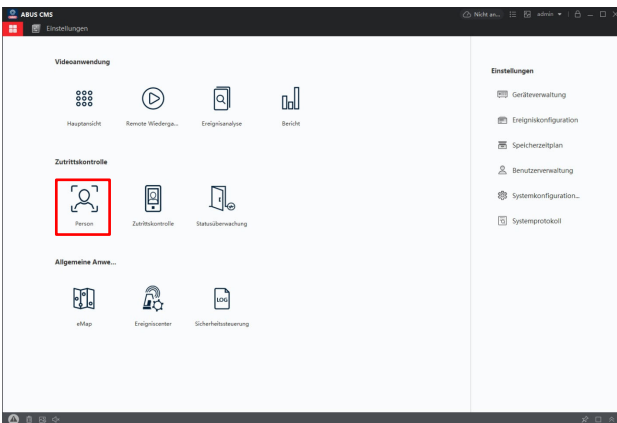 ABUS CMS
Nicht an...
admin
Einstellungen
Videoanwendung
Hauptansicht
Remote Wiederga...
Ereignisanalyse
Bericht
Zutrittskontrolle
Person
Zutrittskontrolle
Statusüberwachung
Allgemeine Anwe...
LOG
eMap
Ereigniscenter
Sicherheitssteuerung
Einstellungen
Geräteverwaltung
Ereigniskonfiguration
Speicherzeitplan
Benutzerverwaltung
Systemkonfiguration...
Systemprotokoll